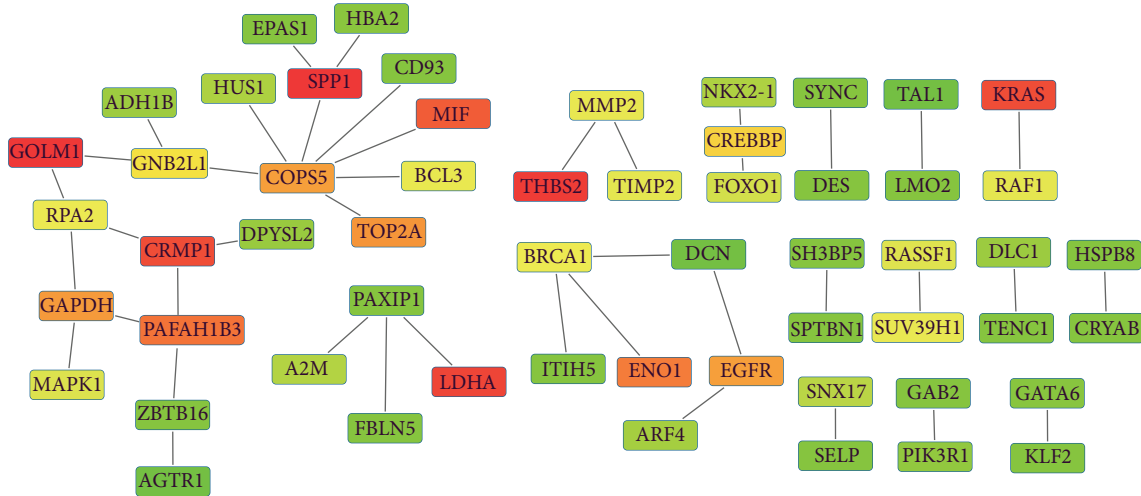 EPAS1
HBA2
HUS1
SPP1
CD93
ADH1B
MIF
GOLM1
GNB2L1
COPS5
BCL3
RPA2
CRMP1
DPYSL2
TOP2A
GAPDH
PAFAH1B3
MAPK1
ZBTB16
AGTR1
PAXIP1
A2M
LDHA
FBLN5
MMP2
THBS2
TIMP2
NKX2-1
CREBBP
FOXO1
SYNC
DES
TAL1
LMO2
KRAS
RAF1
BRCA1
DCN
ITIH5
ENO1
EGFR
ARF4
SH3BP5
SPTBN1
RASSF1
SUV39H1
DLC1
TENC1
HSPB8
CRYAB
SNX17
SELP
GAB2
PIK3R1
GATA6
KLF2